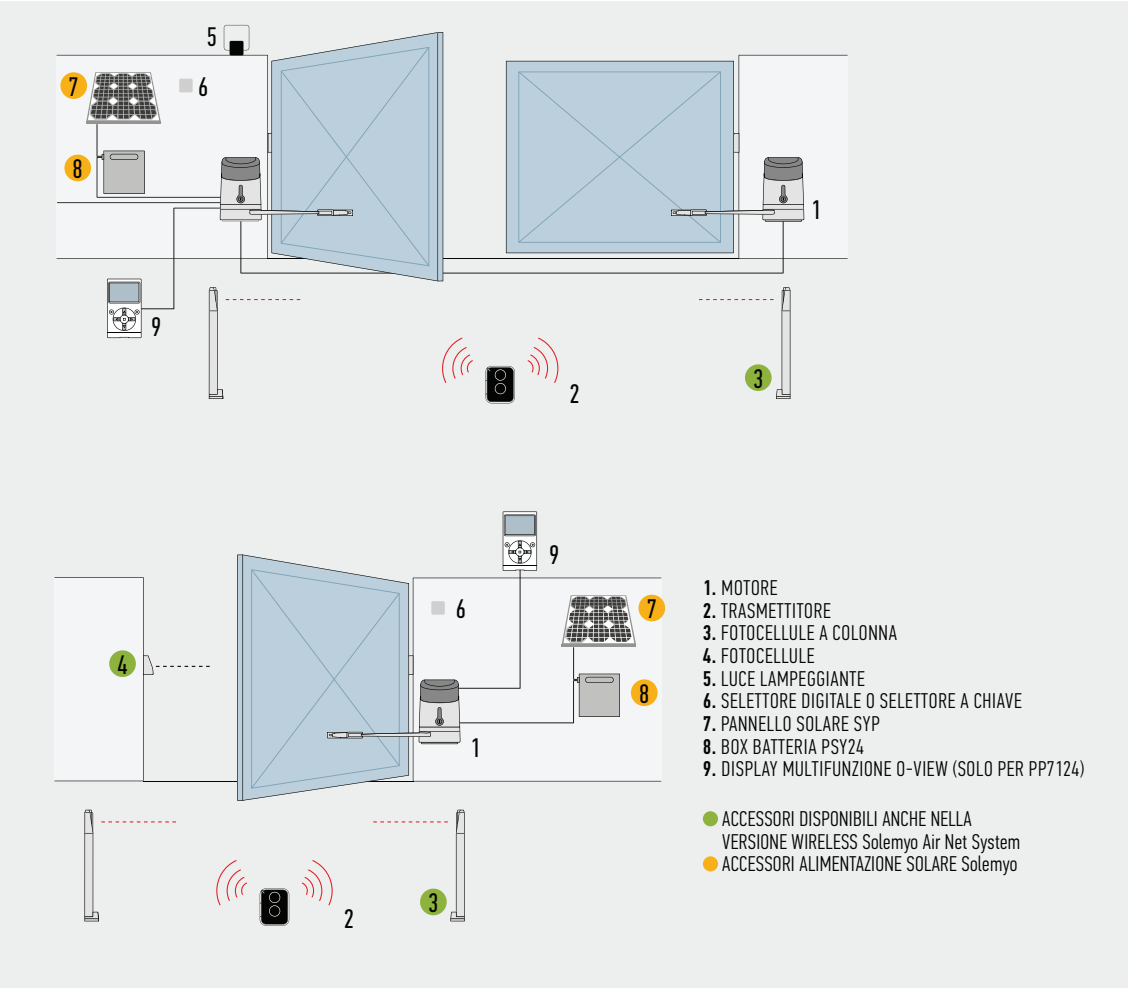 5
7
6
8
1
9
3
2
9
6
7
4
8
1
3
2
1. MOTORE
2. TRASMETTITORE
3. FOTOCELLULE A COLONNA
4. FOTOCELLULE
5. LUCE LAMPEGGIANTE
6. SELETTORE DIGITALE O SELETTORE A CHIAVE
7. PANNELLO SOLARE SYP
8. BOX BATTERIA PSY24
9. DISPLAY MULTIFUNZIONE O-VIEW (SOLO PER PP7124)
ACCESSORI DISPONIBILI ANCHE NELLA
VERSIONE WIRELESS Solemyo Air Net System
ACCESSORI ALIMENTAZIONE SOLARE Solemyo